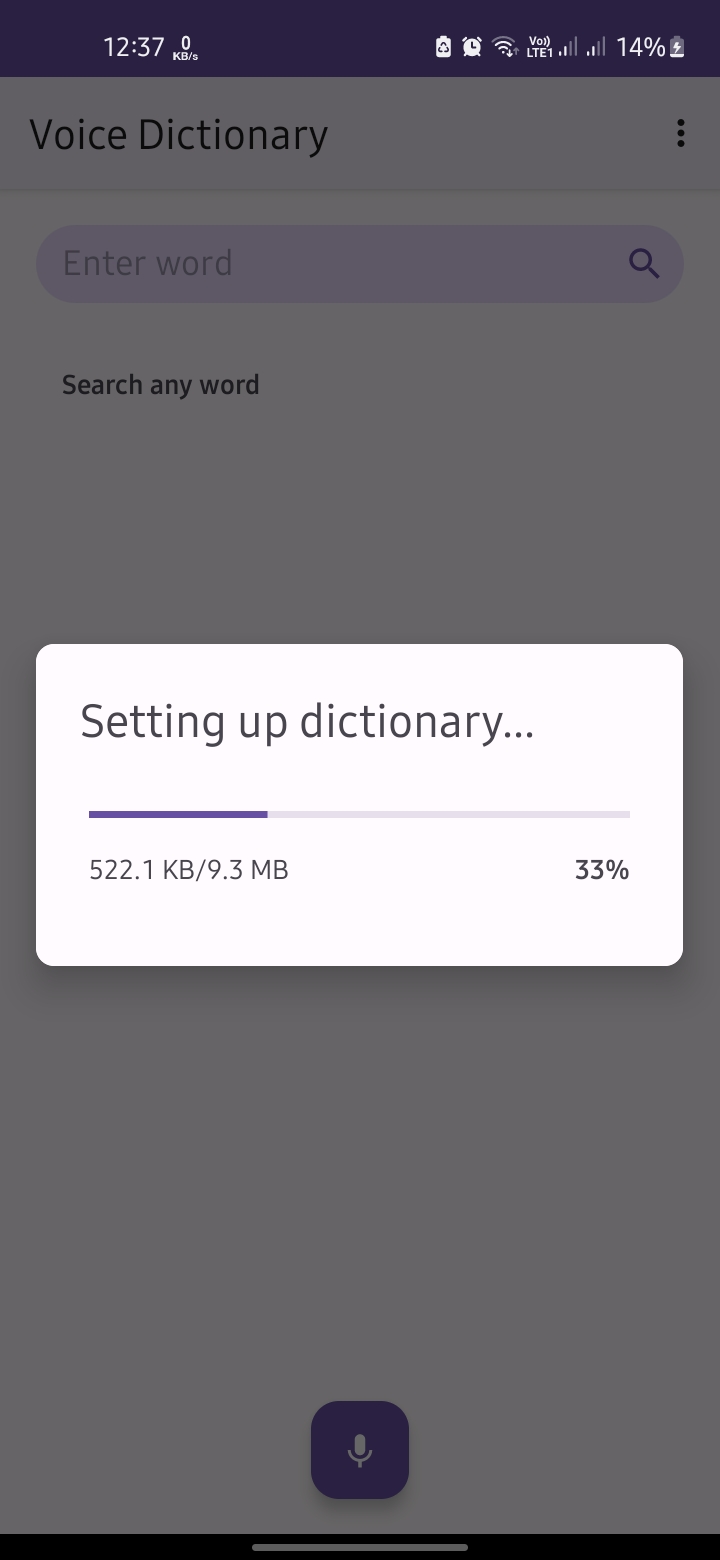 12:37 0 KB/s Vo)) LTE1 14%
Voice Dictionary
Enter word
Search any word
Setting up dictionary...
522.1 KB/9.3 MB 33%